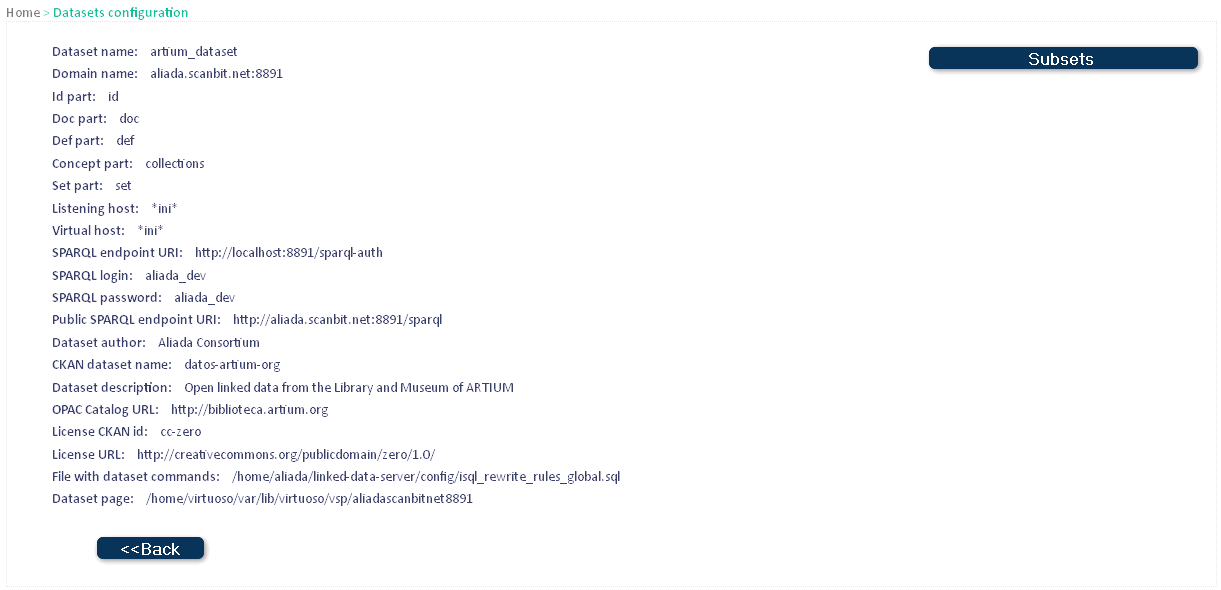 Home > Datasets configuration
Dataset name: artium_dataset
Subsets
Domain name: aliada.scanbit.net:8891
Id part: id
Doc part: doc
Def part: def
Concept part: collections
Set part: set
Listening host: *ini*
Virtual host: *ini*
SPARQL endpoint URI: http://localhost:8891/sparql-auth
SPARQL login: aliada_dev
SPARQL password: aliada_dev
Public SPARQL endpoint URI: http://aliada.scanbit.net:8891/sparql
Dataset author: Aliada Consortium
CKAN dataset name: datos-artium-org
Dataset description: Open linked data from the Library and Museum of ARTIUM
OPAC Catalog URL: http://biblioteca.artium.org
License CKAN id: cc-zero
License URL: http://creativecommons.org/publicdomain/zero/1.0/
File with dataset commands: /home/aliada/linked-data-server/config/isql_rewrite_rules_global.sql
Dataset page: /home/virtuoso/var/lib/virtuoso/vsp/aliadascanbitnet8891
<<Back